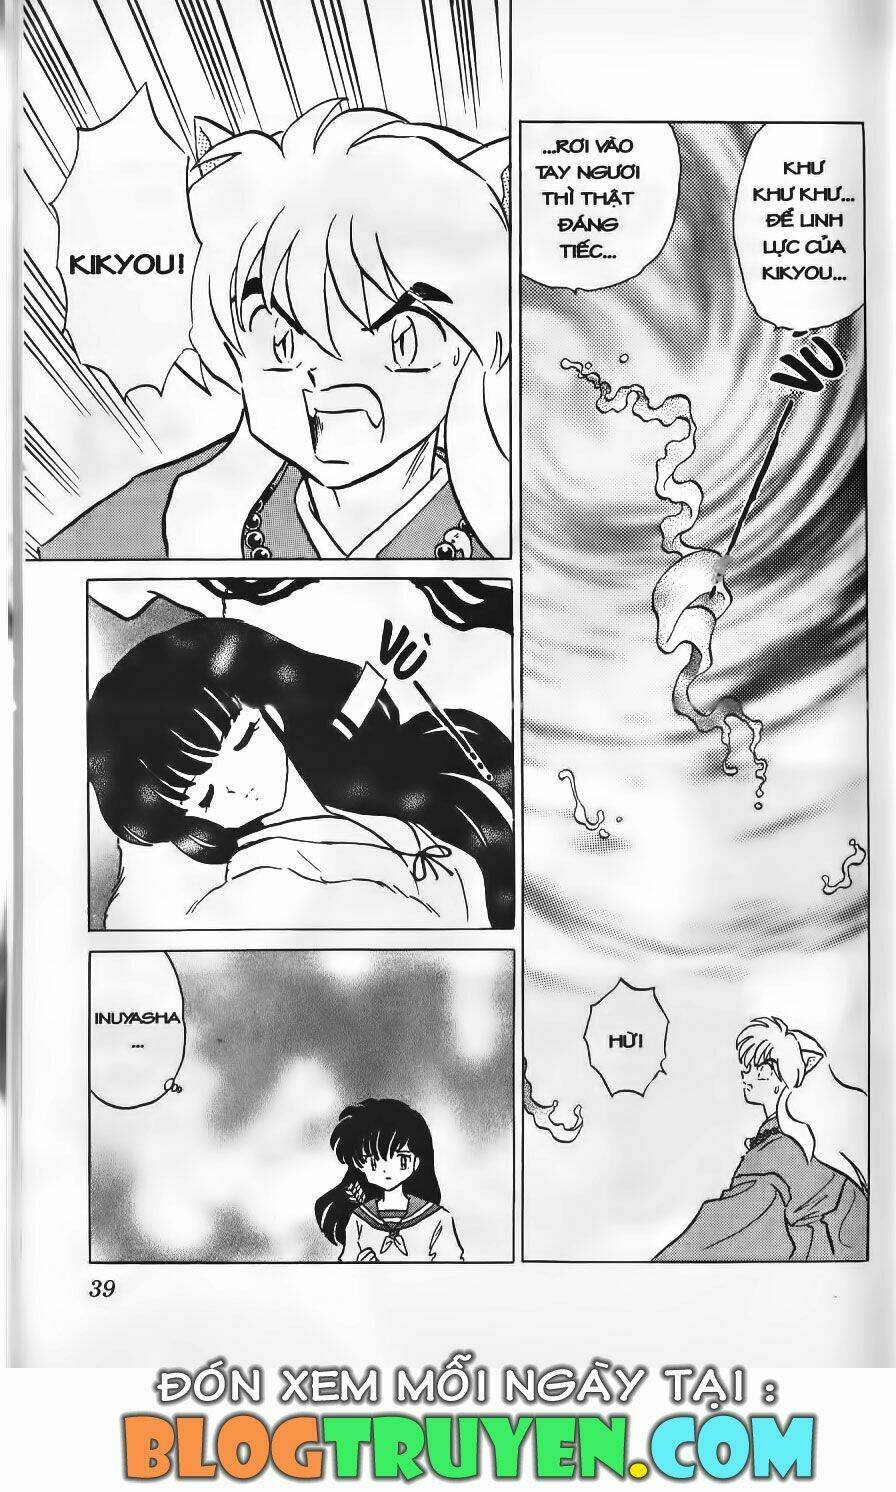 KHƯ
KHƯ KHƯ...
ĐỂ LINH
LỰC CỦA
KIKYOU...
...RƠI VÀO
TAY NGƯƠI
THÌ THẬT
ĐÁNG
TIẾC...
VÙ
HỪ!
KIKYOU!
VÙ
INUYASHA
...
39
ĐÓN XEM MỖI NGÀY TẠI :
BLOGTRUYEN.COM